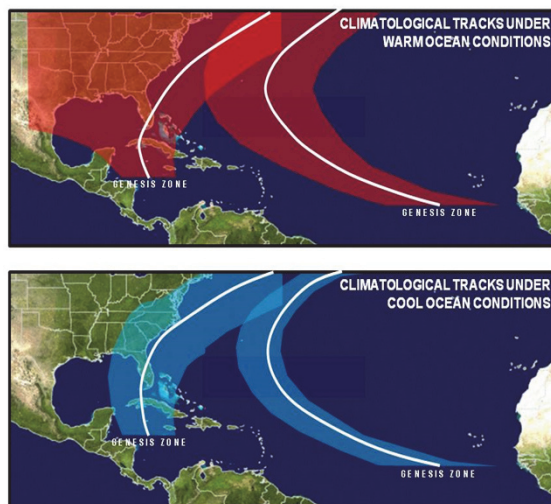 CLIMATOLOGICAL TRACKS UNDER
WARM OCEAN CONDITIONS
GENESIS ZONE
GENESIS ZONE
CLIMATOLOGICAL TRACKS UNDER
COOL OCEAN CONDITIONS
GENESIS ZONE
GENESIS ZONE